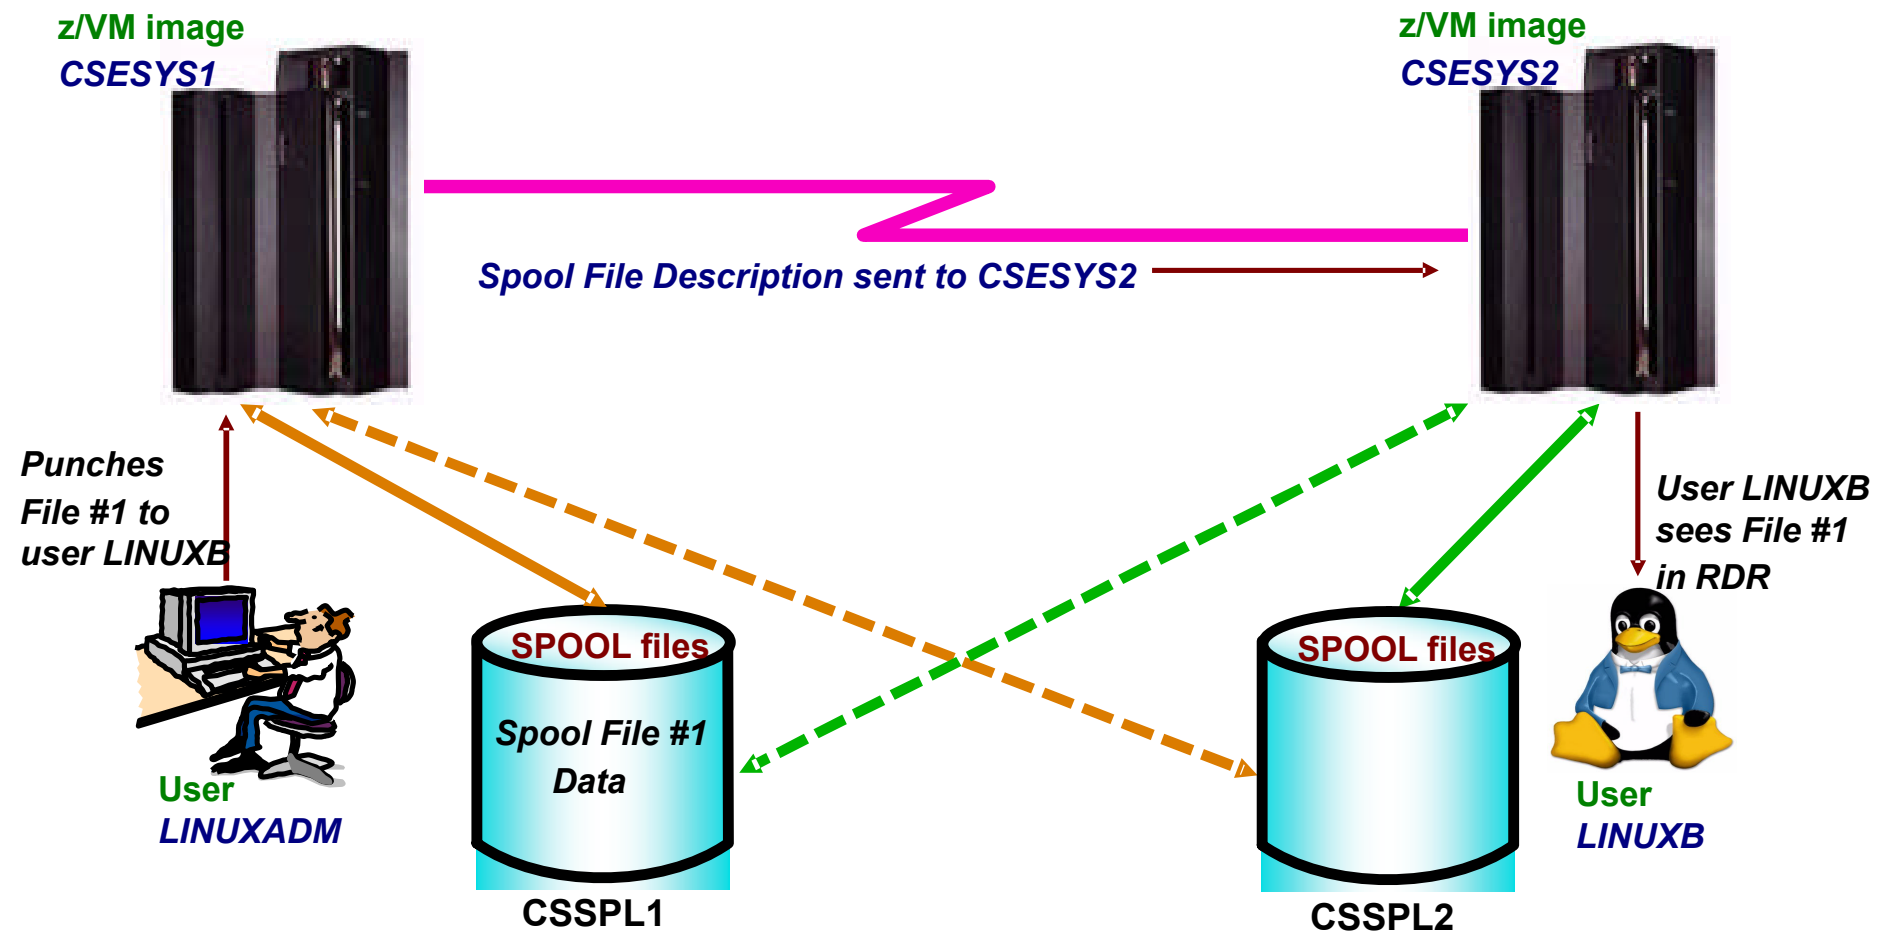 z/VM image
CSESYS1
z/VM image
CSESYS2
Spool File Description sent to CSESYS2
Punches
File #1 to
user LINUXB
User LINUXB
sees File #1
in RDR
SPOOL files
Spool File #1
Data
SPOOL files
User
LINUXADM
User
LINUXB
CSSPL1
CSSPL2